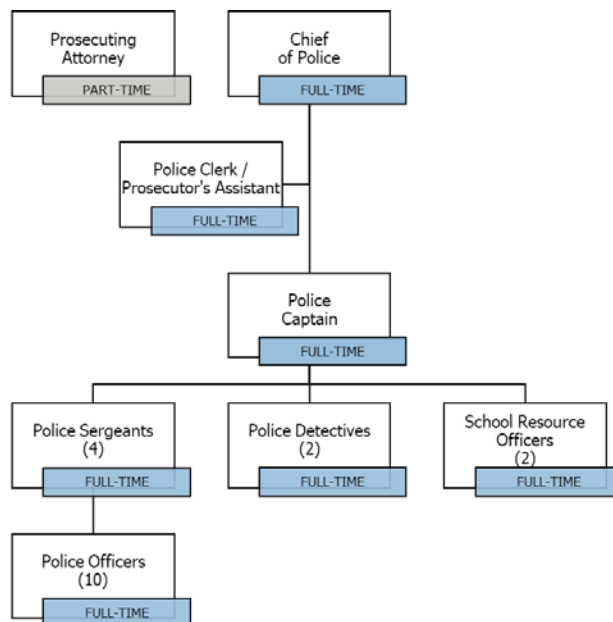 Prosecuting
Attorney
PART-TIME
Chief
of Police
FULL-TIME
Police Clerk /
Prosecutor's Assistant
FULL-TIME
Police
Captain
FULL-TIME
Police Sergeants
(4)
FULL-TIME
Police Detectives
(2)
FULL-TIME
School Resource
Officers
(2)
FULL-TIME
Police Officers
(10)
FULL-TIME